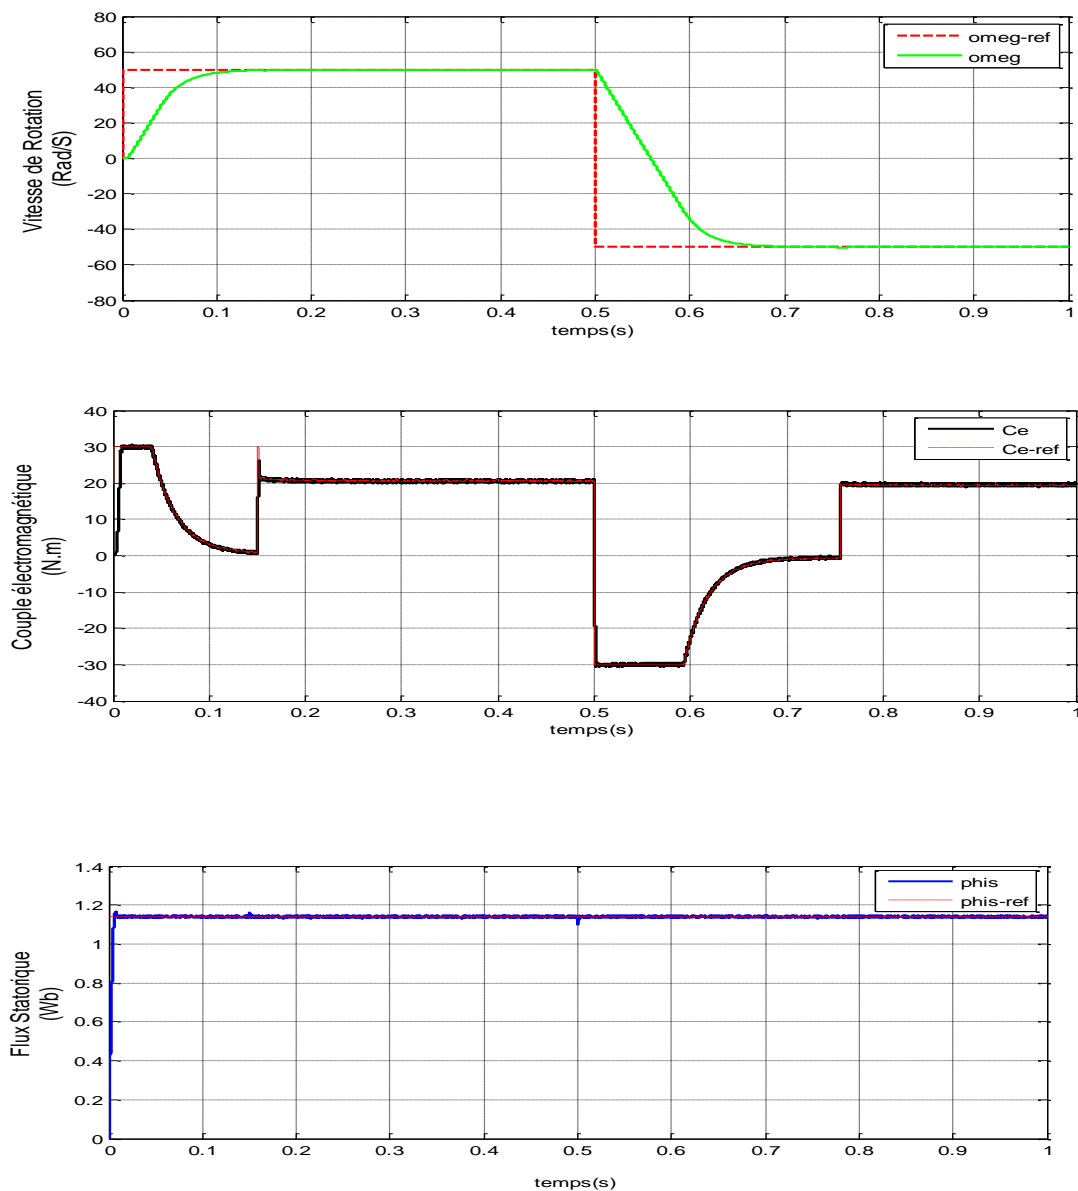 80
60
40
20
0
-20
-40
-60
-80
Vitesse de Rotation
(Rad/S)
omeg-ref
omeg
0 0.1 0.2 0.3 0.4 0.5 0.6 0.7 0.8 0.9 1
temps(s)
40
30
20
10
0
-10
-20
-30
-40
Couple électromagnétique
(N.m)
Ce
Ce-ref
0 0.1 0.2 0.3 0.4 0.5 0.6 0.7 0.8 0.9 1
temps(s)
1.4
1.2
1
0.8
0.6
0.4
0.2
0
Flux Statorique
(Wb)
phis
phis-ref
0 0.1 0.2 0.3 0.4 0.5 0.6 0.7 0.8 0.9 1
temps(s)